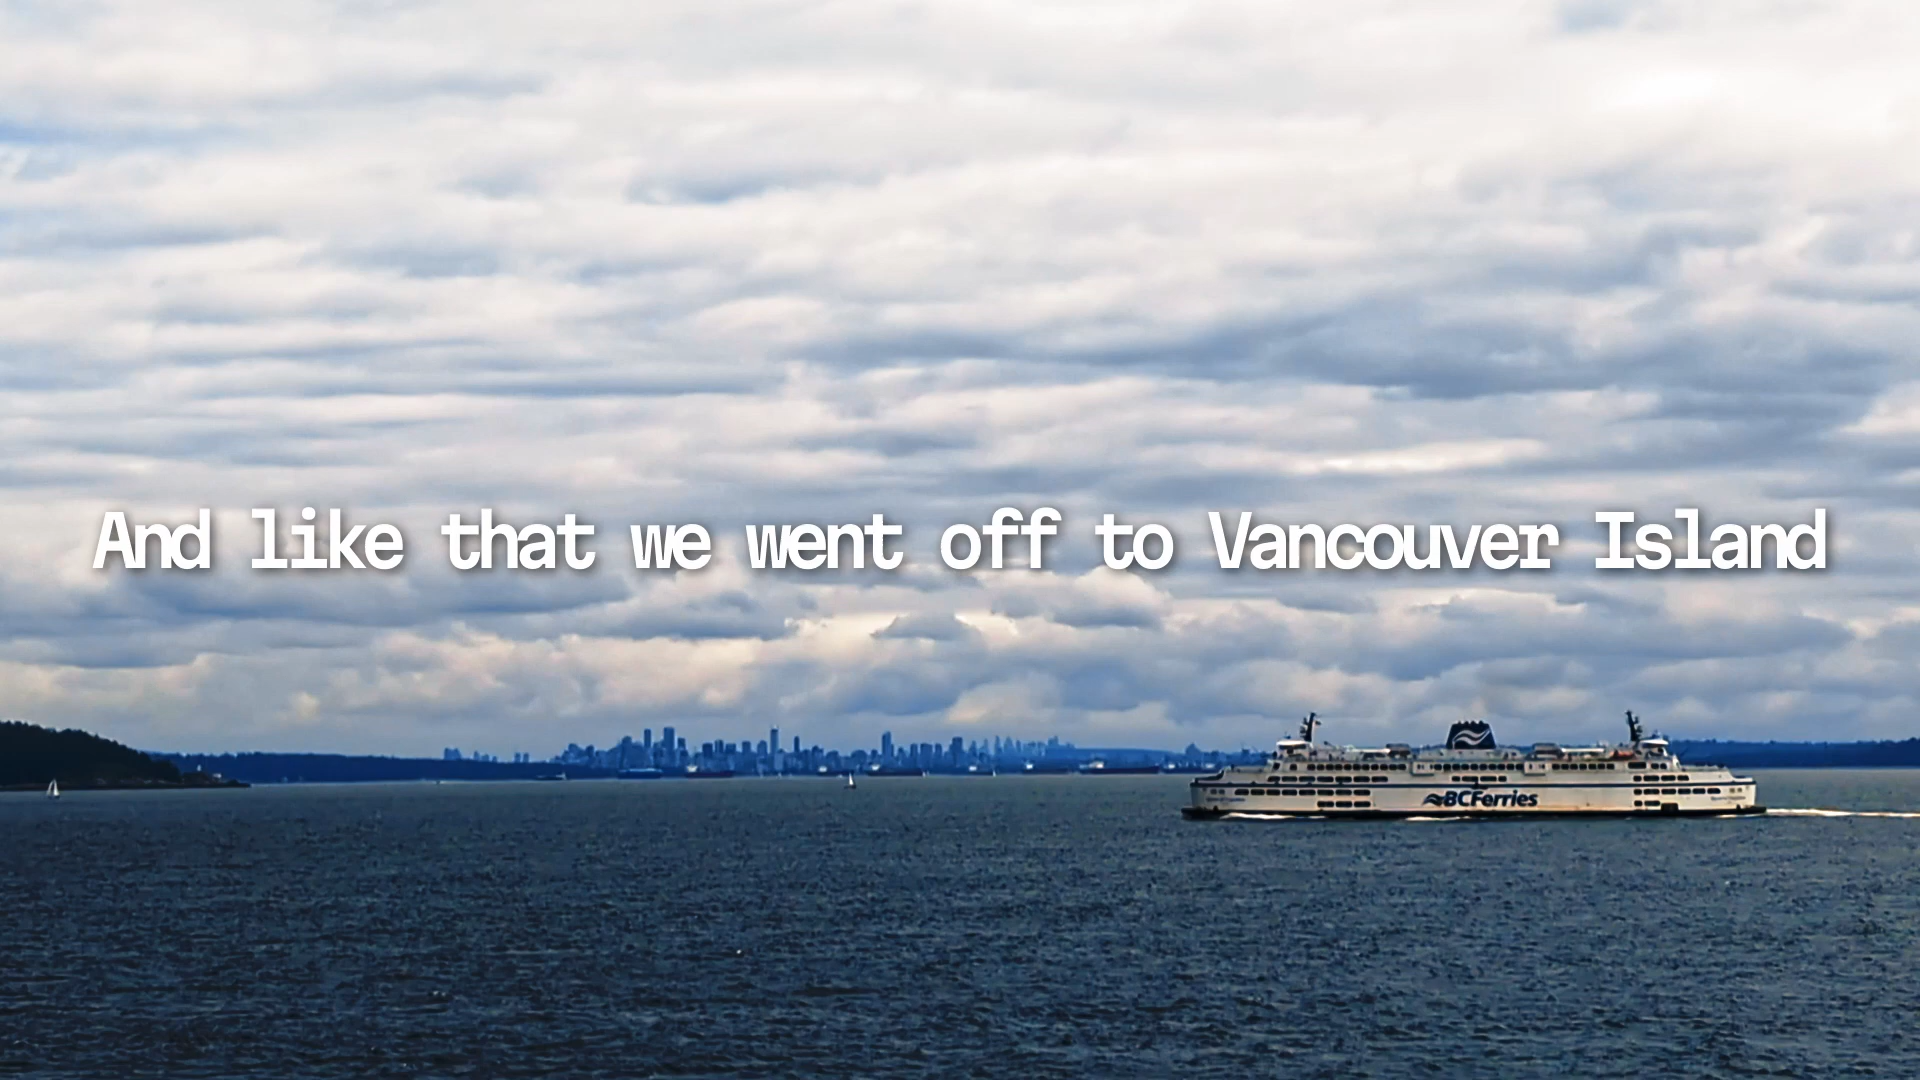 And like that we went off to Vancouver Island
BCFerries